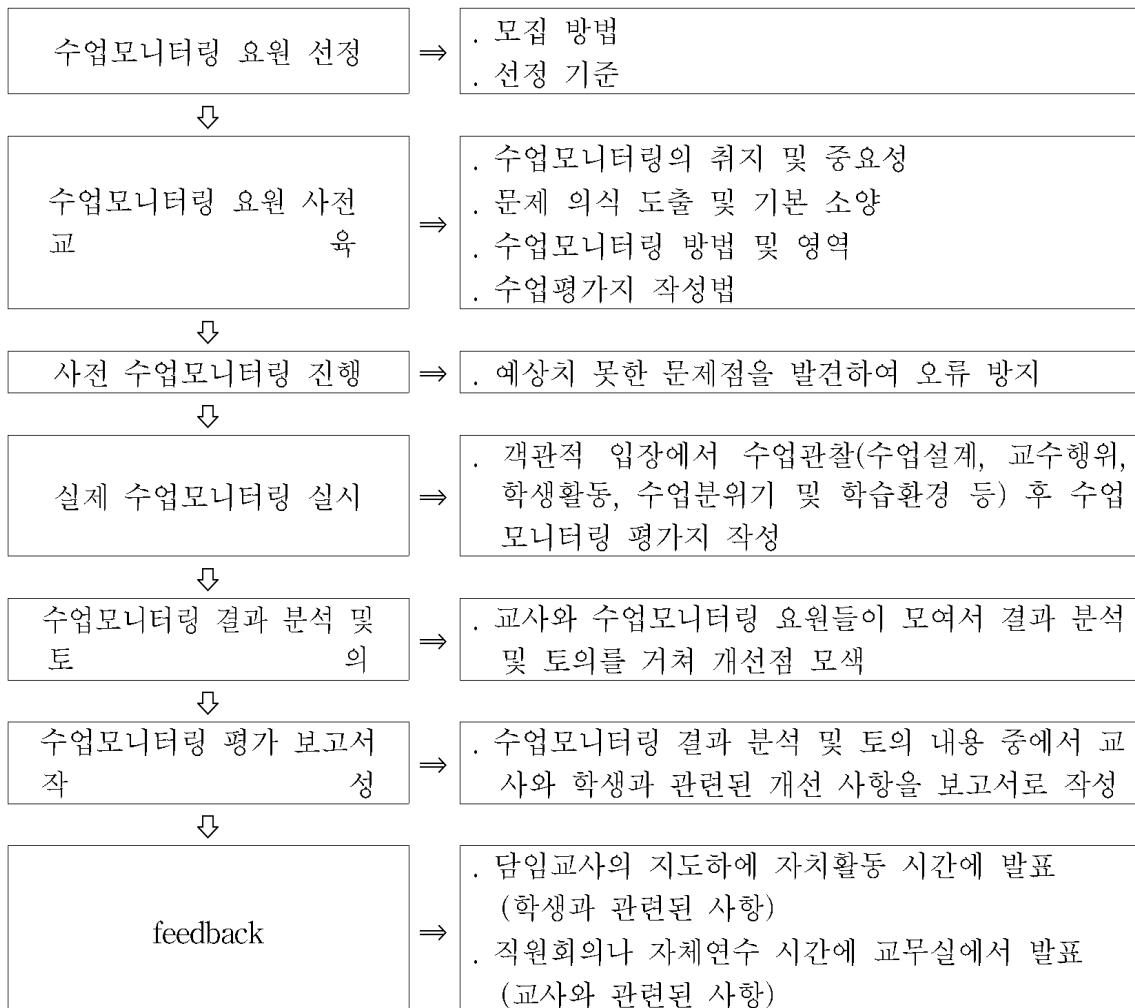 수업모니터링 요원 선정
⇒
. 모집 방법
. 선정 기준
⇩
수업모니터링 요원 사전
교 육
⇒
. 수업모니터링의 취지 및 중요성
. 문제 의식 도출 및 기본 소양
. 수업모니터링 방법 및 영역
. 수업평가지 작성법
⇩
사전 수업모니터링 진행
⇒
. 예상치 못한 문제점을 발견하여 오류 방지
⇩
실제 수업모니터링 실시
⇒
. 객관적 입장에서 수업관찰(수업설계, 교수행위,
학생활동, 수업분위기 및 학습환경 등) 후 수업
모니터링 평가지 작성
⇩
수업모니터링 결과 분석 및
토 의
⇒
. 교사와 수업모니터링 요원들이 모여서 결과 분석
및 토의를 거쳐 개선점 모색
⇩
수업모니터링 평가 보고서
작 성
⇒
. 수업모니터링 결과 분석 및 토의 내용 중에서 교
사와 학생과 관련된 개선 사항을 보고서로 작성
⇩
feedback
⇒
. 담임교사의 지도하에 자치활동 시간에 발표
(학생과 관련된 사항)
. 직원회의나 자체연수 시간에 교무실에서 발표
(교사와 관련된 사항)